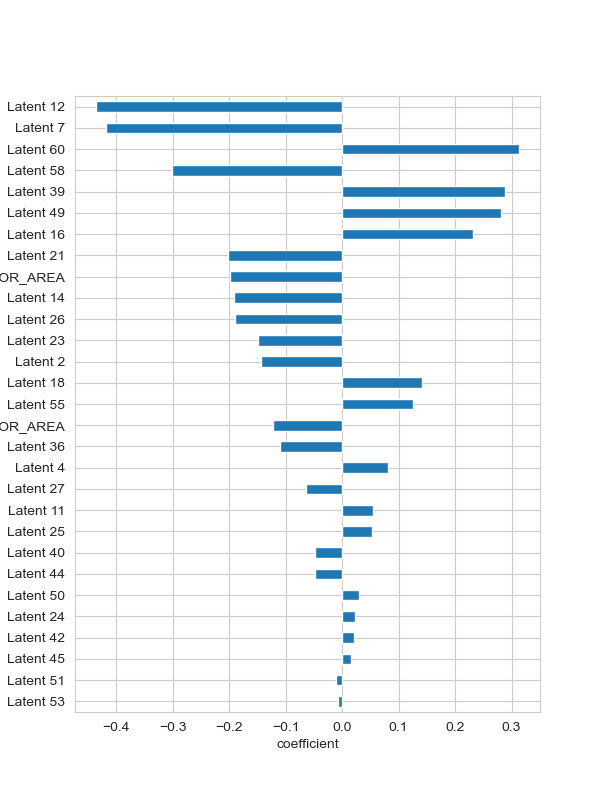 Latent 12
Latent 7
Latent 60
Latent 58
Latent 39
Latent 49
Latent 16
Latent 21
OR_AREA
Latent 14
Latent 26
Latent 23
Latent 2
Latent 18
Latent 55
OR_AREA
Latent 36
Latent 4
Latent 27
Latent 11
Latent 25
Latent 40
Latent 44
Latent 50
Latent 24
Latent 42
Latent 45
Latent 51
Latent 53
−0.4 −0.3 −0.2 −0.1 0.0 0.1 0.2 0.3
coefficient